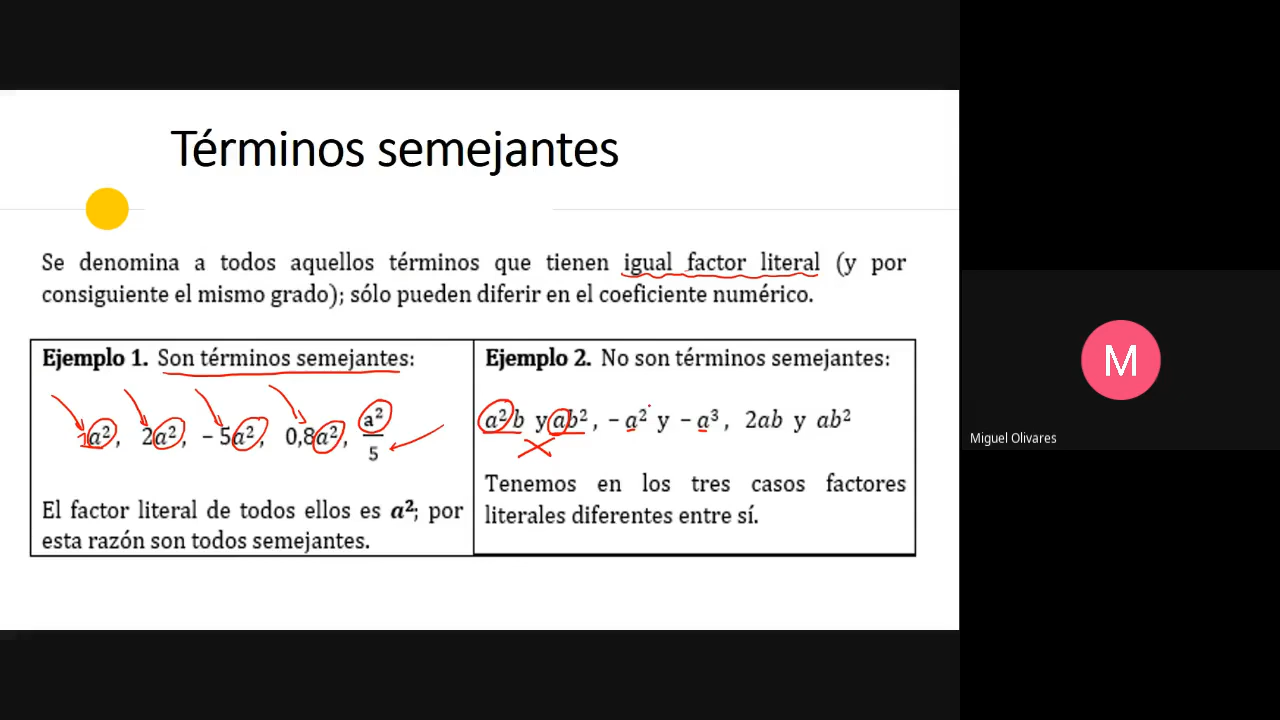 Términos semejantes
Se denomina a todos aquellos términos que tienen igual factor literal (y por
consiguiente el mismo grado); sólo pueden diferir en el coeficiente numérico.
Ejemplo 1. Son términos semejantes:
1a², 2a², – 5a², 0,8a², a²/5
El factor literal de todos ellos es a²; por
esta razón son todos semejantes.
Ejemplo 2. No son términos semejantes:
a²b y ab², – a² y – a³, 2ab y ab²
Tenemos en los tres casos factores
literales diferentes entre sí.
M
Miguel Olivares